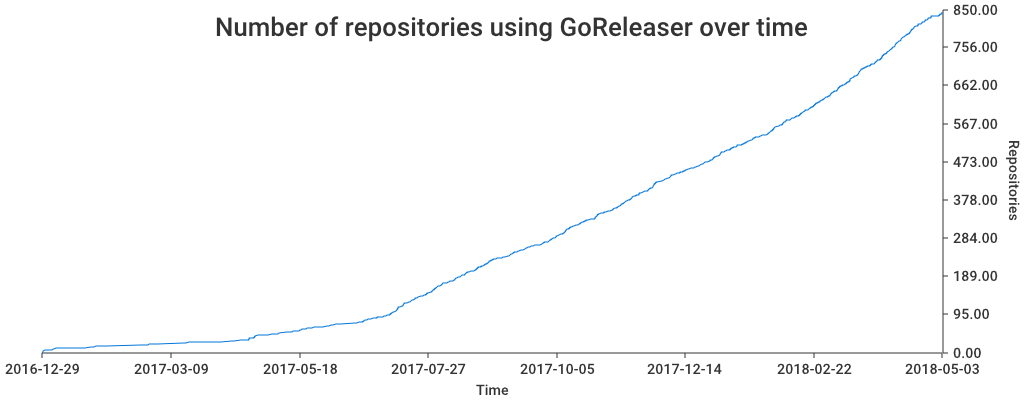 Number of repositories using GoReleaser over time
850.00
756.00
662.00
567.00
473.00
378.00
284.00
189.00
95.00
0.00
Repositories
2016-12-29 2017-03-09 2017-05-18 2017-07-27 2017-10-05 2017-12-14 2018-02-22 2018-05-03
Time